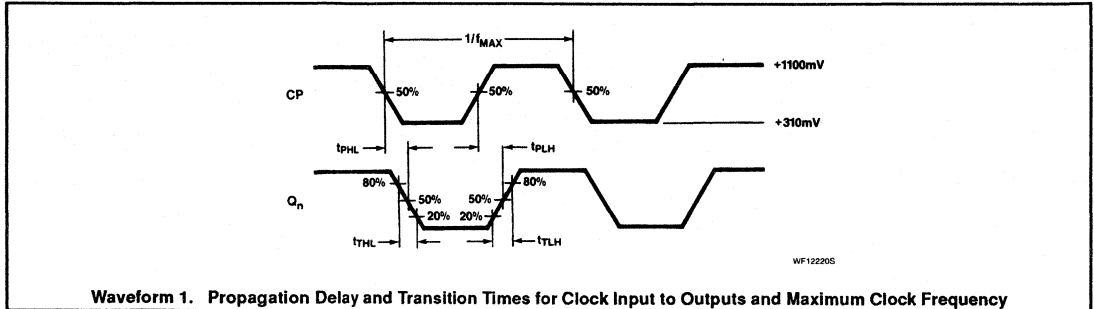 1/fMAX
+1100mV
CP
50%
50%
50%
+310mV
tPHL
tPLH
80%
80%
Qn
50%
50%
20%
20%
tTHL
tTLH
WF12220S
Waveform 1. Propagation Delay and Transition Times for Clock Input to Outputs and Maximum Clock Frequency